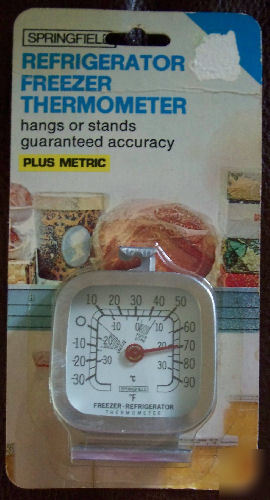 SPRINGFIELD
REFRIGERATOR
FREEZER
THERMOMETER
hangs or stands
guaranteed accuracy
PLUS METRIC
10 20 30 40 50
0 60
-10 70
-20 80
-30 90
-10 0 10
-20 20
-30 30
°C
SPRINGFIELD
°F
FREEZER-REFRIGERATOR
THERMOMETER